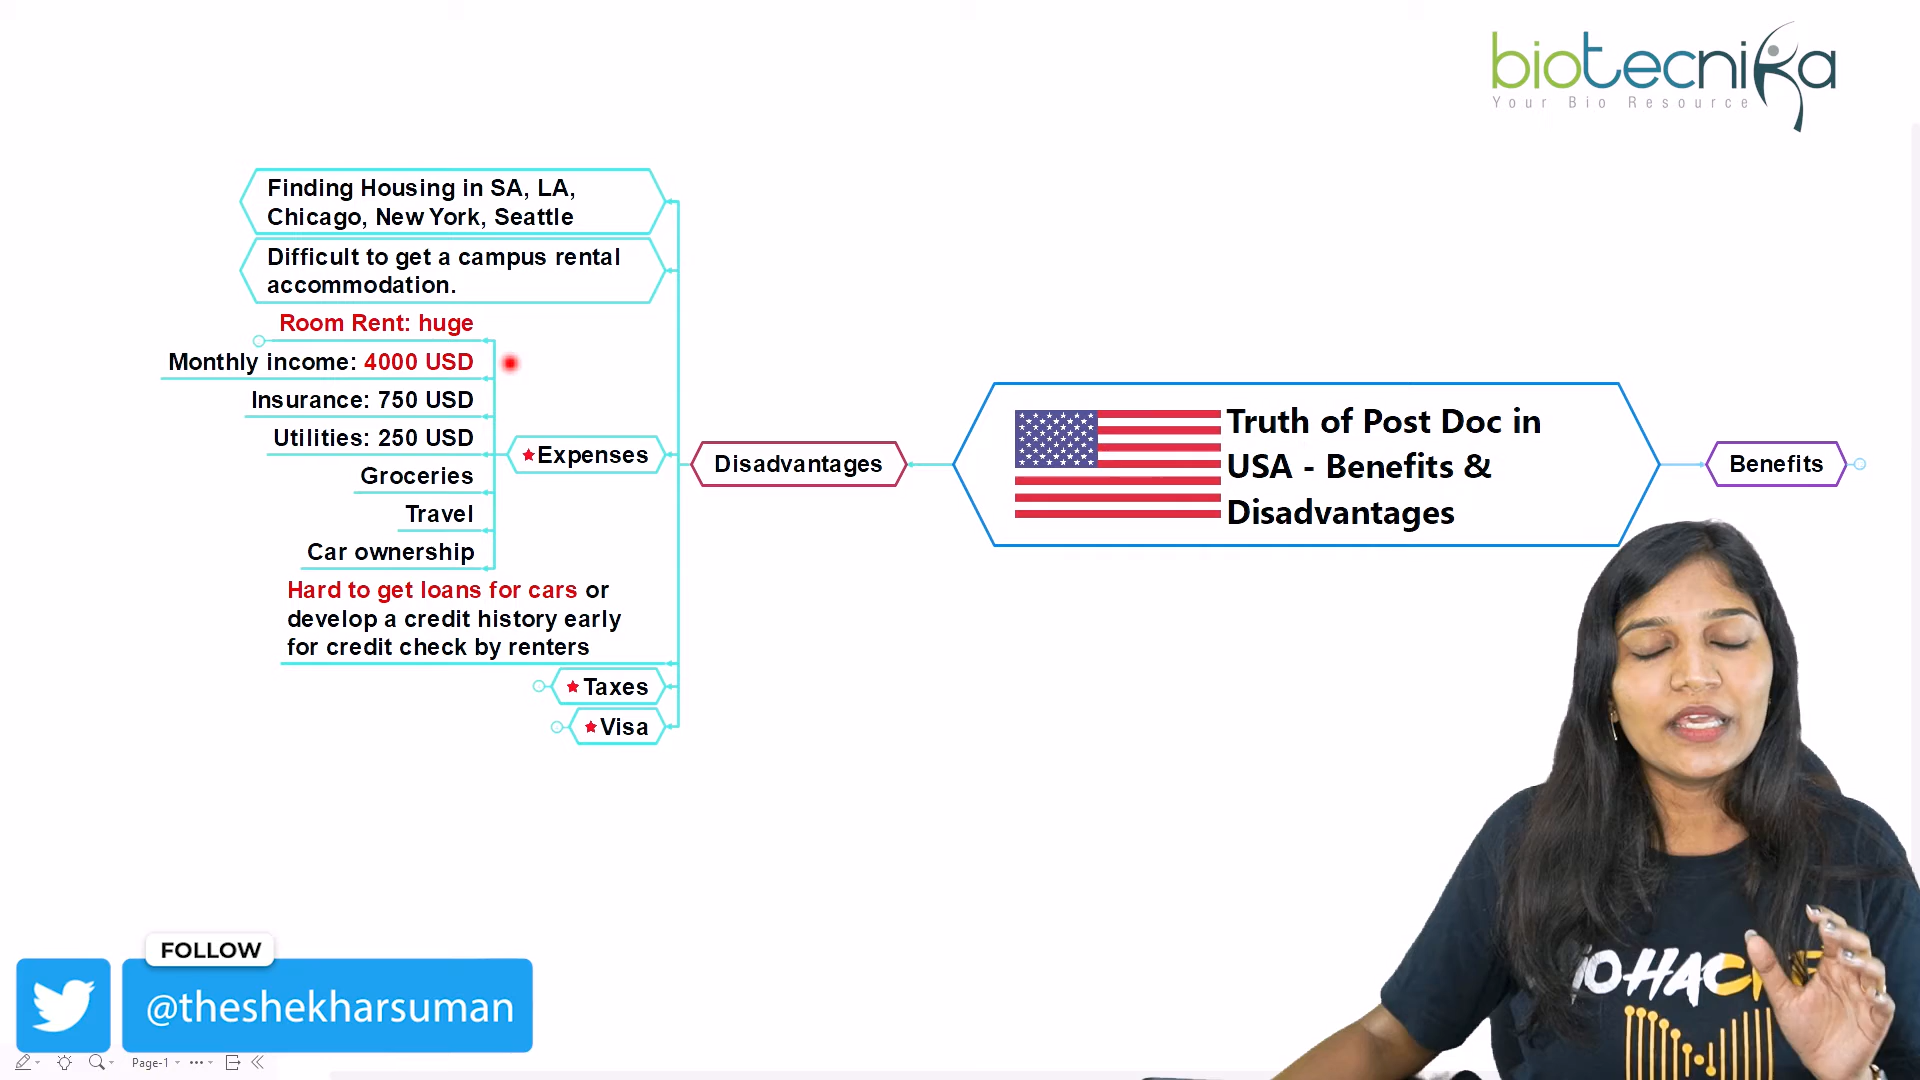 biotecnika
Your Bio Resource
Finding Housing in SA, LA,
Chicago, New York, Seattle
Difficult to get a campus rental
accommodation.
Room Rent: huge
Monthly income: 4000 USD
Insurance: 750 USD
Utilities: 250 USD
Groceries
Travel
Car ownership
Expenses
Hard to get loans for cars or
develop a credit history early
for credit check by renters
Taxes
Visa
Disadvantages
Truth of Post Doc in
USA - Benefits &
Disadvantages
Benefits
FOLLOW
@theshekharsuman
Page-1